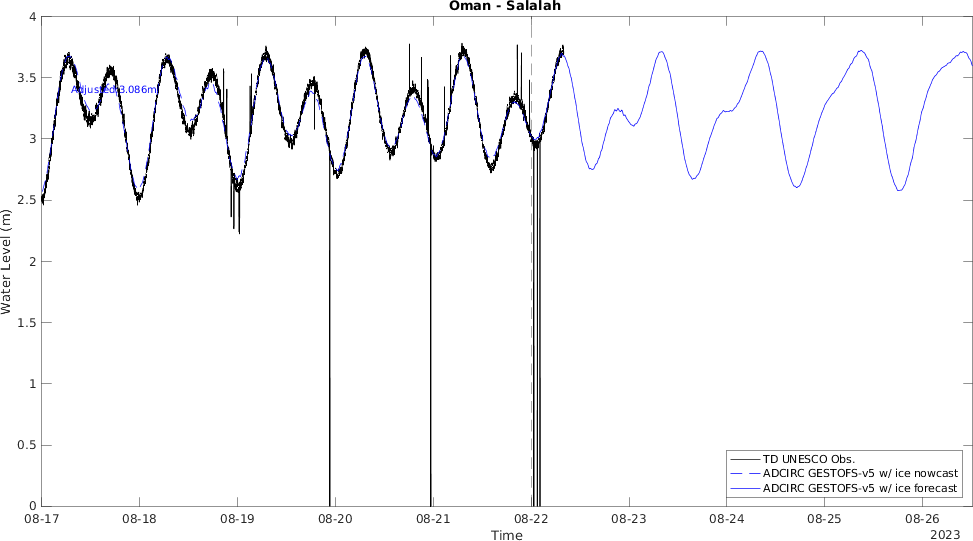 Oman - Salalah
4
3.5
3
2.5
2
1.5
1
0.5
0
Water Level (m)
Adjusted 3.086m
TD UNESCO Obs.
ADCIRC GESTOFS-v5 w/ ice nowcast
ADCIRC GESTOFS-v5 w/ ice forecast
08-17 08-18 08-19 08-20 08-21 08-22 08-23 08-24 08-25 08-26
Time
2023